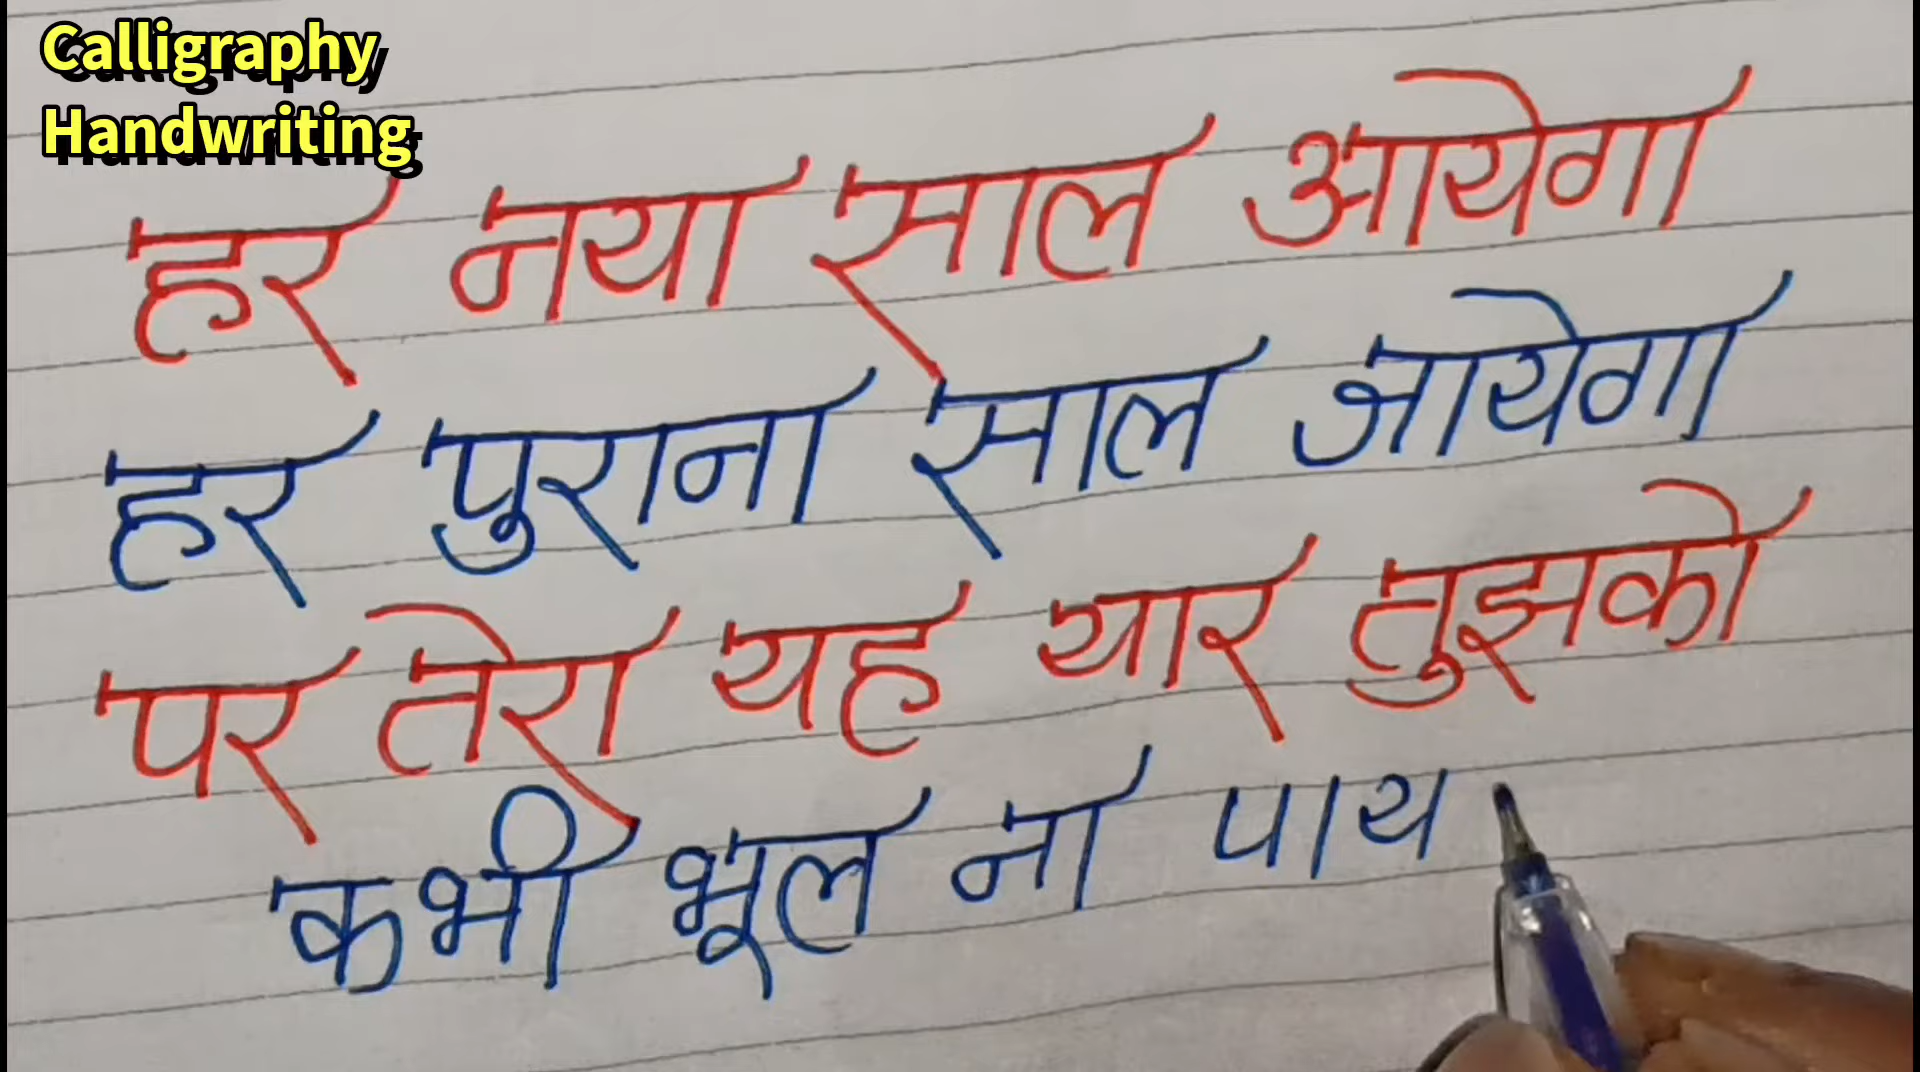 Calligraphy
Handwriting
हर नया साल आयेगा
हर पुराना साल जायेगा
पर तेरा यह यार तुझको
कभी भूल ना पाय